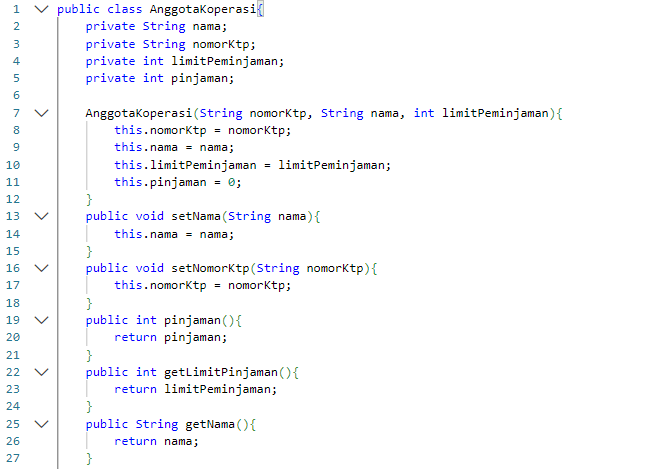 1 public class AnggotaKoperasi{
2 private String nama;
3 private String nomorKtp;
4 private int limitPeminjaman;
5 private int pinjaman;
6
7 AnggotaKoperasi(String nomorKtp, String nama, int limitPeminjaman){
8 this.nomorKtp = nomorKtp;
9 this.nama = nama;
10 this.limitPeminjaman = limitPeminjaman;
11 this.pinjaman = 0;
12 }
13 public void setNama(String nama){
14 this.nama = nama;
15 }
16 public void setNomorKtp(String nomorKtp){
17 this.nomorKtp = nomorKtp;
18 }
19 public int pinjaman(){
20 return pinjaman;
21 }
22 public int getLimitPinjaman(){
23 return limitPeminjaman;
24 }
25 public String getNama(){
26 return nama;
27 }